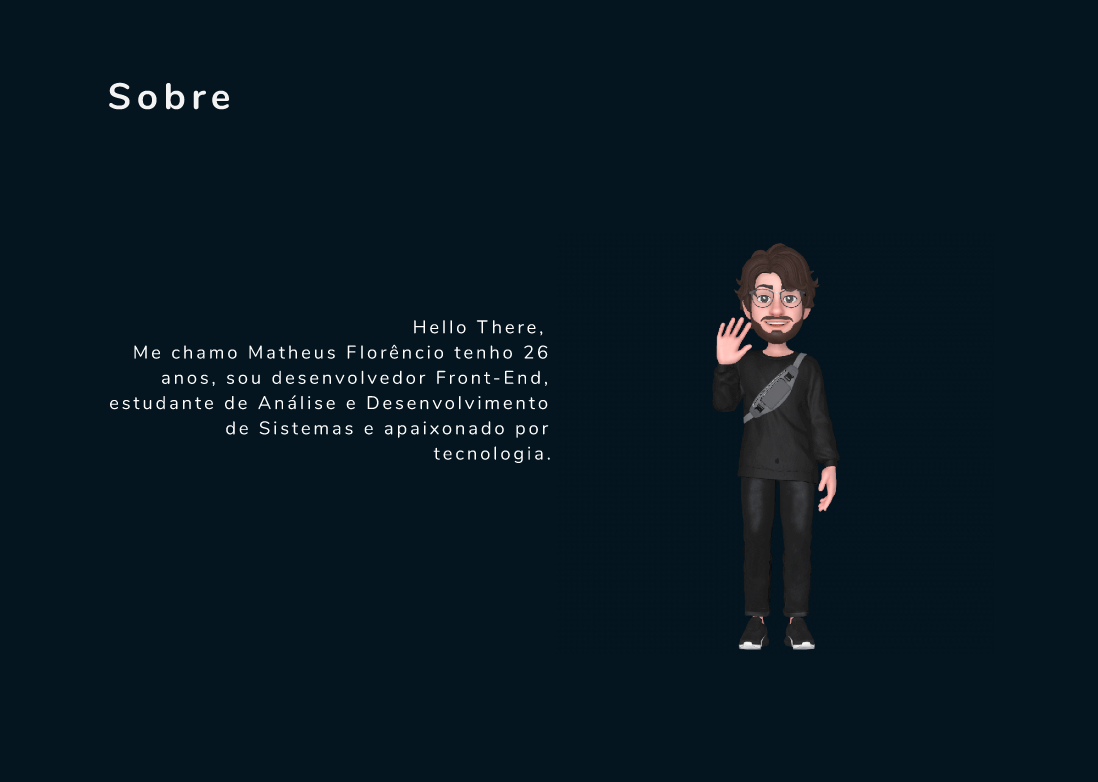 Sobre
Hello There,
Me chamo Matheus Florêncio tenho 26
anos, sou desenvolvedor Front-End,
estudante de Análise e Desenvolvimento
de Sistemas e apaixonado por
tecnologia.